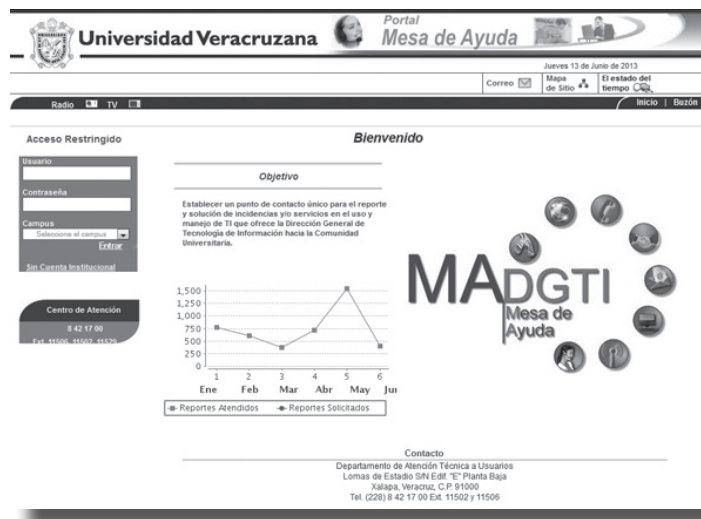 Universidad Veracruzana
Portal
Mesa de Ayuda
Jueves 13 de Junio de 2013
Correo
Mapa de Sitio
El estado del tiempo
Radio TV
Inicio | Buzón
Acceso Restringido
Usuario
Contraseña
Campus
Seleccione el campus
Entrar
Sin Cuenta Institucional
Centro de Atención
8 42 17 00
Ext. 11506, 11502, 11579
Bienvenido
Objetivo
Establecer un punto de contacto único para el reporte
y solución de incidencias y/o servicios en el uso y
manejo de TI que ofrece la Dirección General de
Tecnología de Información hacia la Comunidad
Universitaria.
1,500
1,250
1,000
750
500
250
0
1 2 3 4 5 6
Ene Feb Mar Abr May Jun
Reportes Atendidos Reportes Solicitados
MADGTI
Mesa de
Ayuda
Contacto
Departamento de Atención Técnica a Usuarios
Lomas de Estadio S/N Edif. "E" Planta Baja
Xalapa, Veracruz, C.P. 91000
Tel. (228) 8 42 17 00 Ext. 11502 y 11506